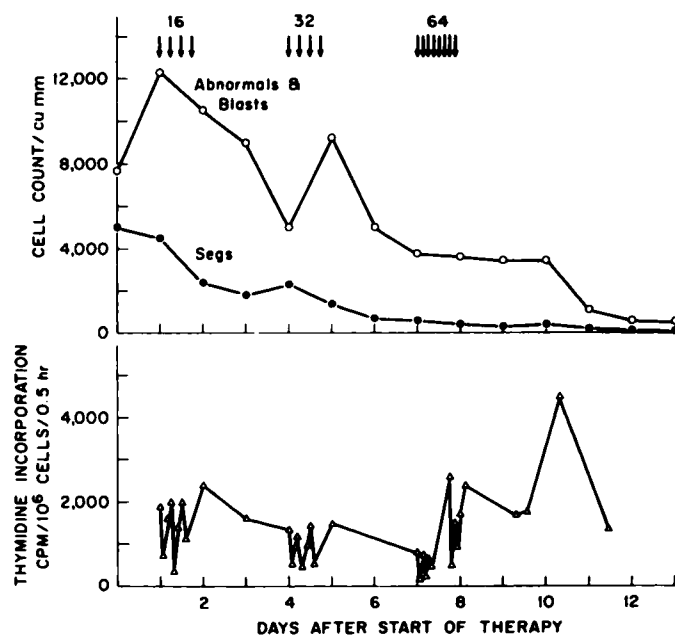 16 32 64
CELL COUNT/cu mm
12,000
8,000
4,000
0
Abnormals &
Blasts
Segs
THYMIDINE INCORPORATION
CPM/10⁶ CELLS/0.5 hr
4,000
2,000
0
2 4 6 8 10 12
DAYS AFTER START OF THERAPY